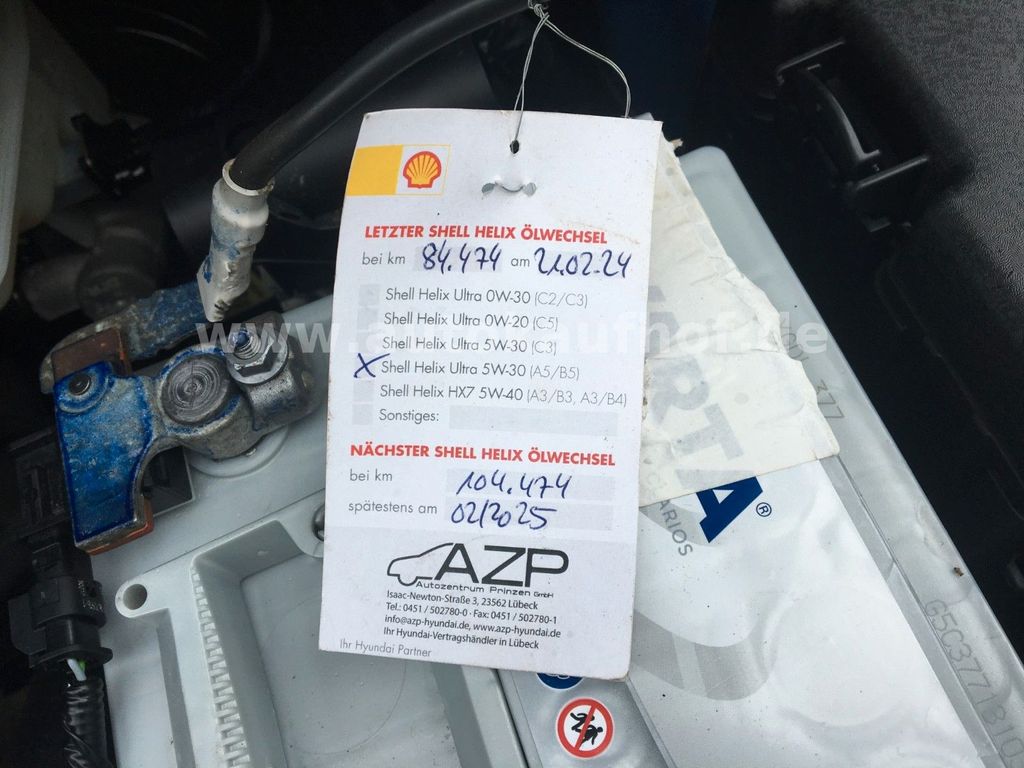 LETZTER SHELL HELIX ÖLWECHSEL
bei km 84.474 am 21.02.24
Shell Helix Ultra 0W-30 (C2/C3)
Shell Helix Ultra 0W-20 (C5)
Shell Helix Ultra 5W-30 (C3)
X Shell Helix Ultra 5W-30 (A5/B5)
Shell Helix HX7 5W-40 (A3/B3, A3/B4)
Sonstiges:
NÄCHSTER SHELL HELIX ÖLWECHSEL
bei km 104.474
spätestens am 02/2025
AZP
Autozentrum Prinzen GmbH
Isaac-Newton-Straße 3, 23562 Lübeck
Tel.: 0451 / 502780-0 · Fax: 0451 / 502780-1
info@azp-hyundai.de, www.azp-hyundai.de
Ihr Hyundai-Vertragshändler in Lübeck
Ihr Hyundai Partner
A®
G5C3771810